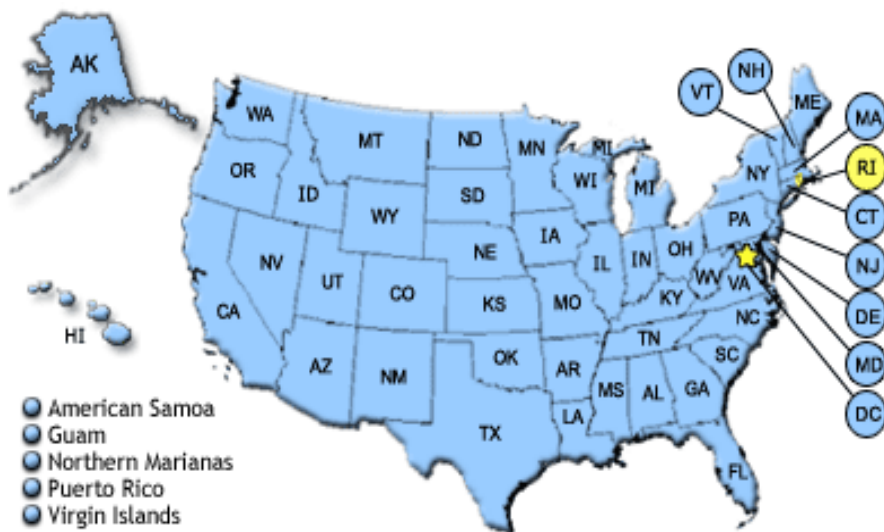 AK
NH
VT
ME
MA
WA
MT
ND
MN
MI
RI
OR
ID
SD
WI
MI
NY
WY
CT
IA
PA
NE
NV
UT
IL
IN
OH
NJ
CO
WV
VA
CA
KS
MO
KY
DE
NC
HI
TN
OK
AZ
NM
AR
SC
MD
MS
AL
GA
DC
LA
TX
FL
American Samoa
Guam
Northern Marianas
Puerto Rico
Virgin Islands